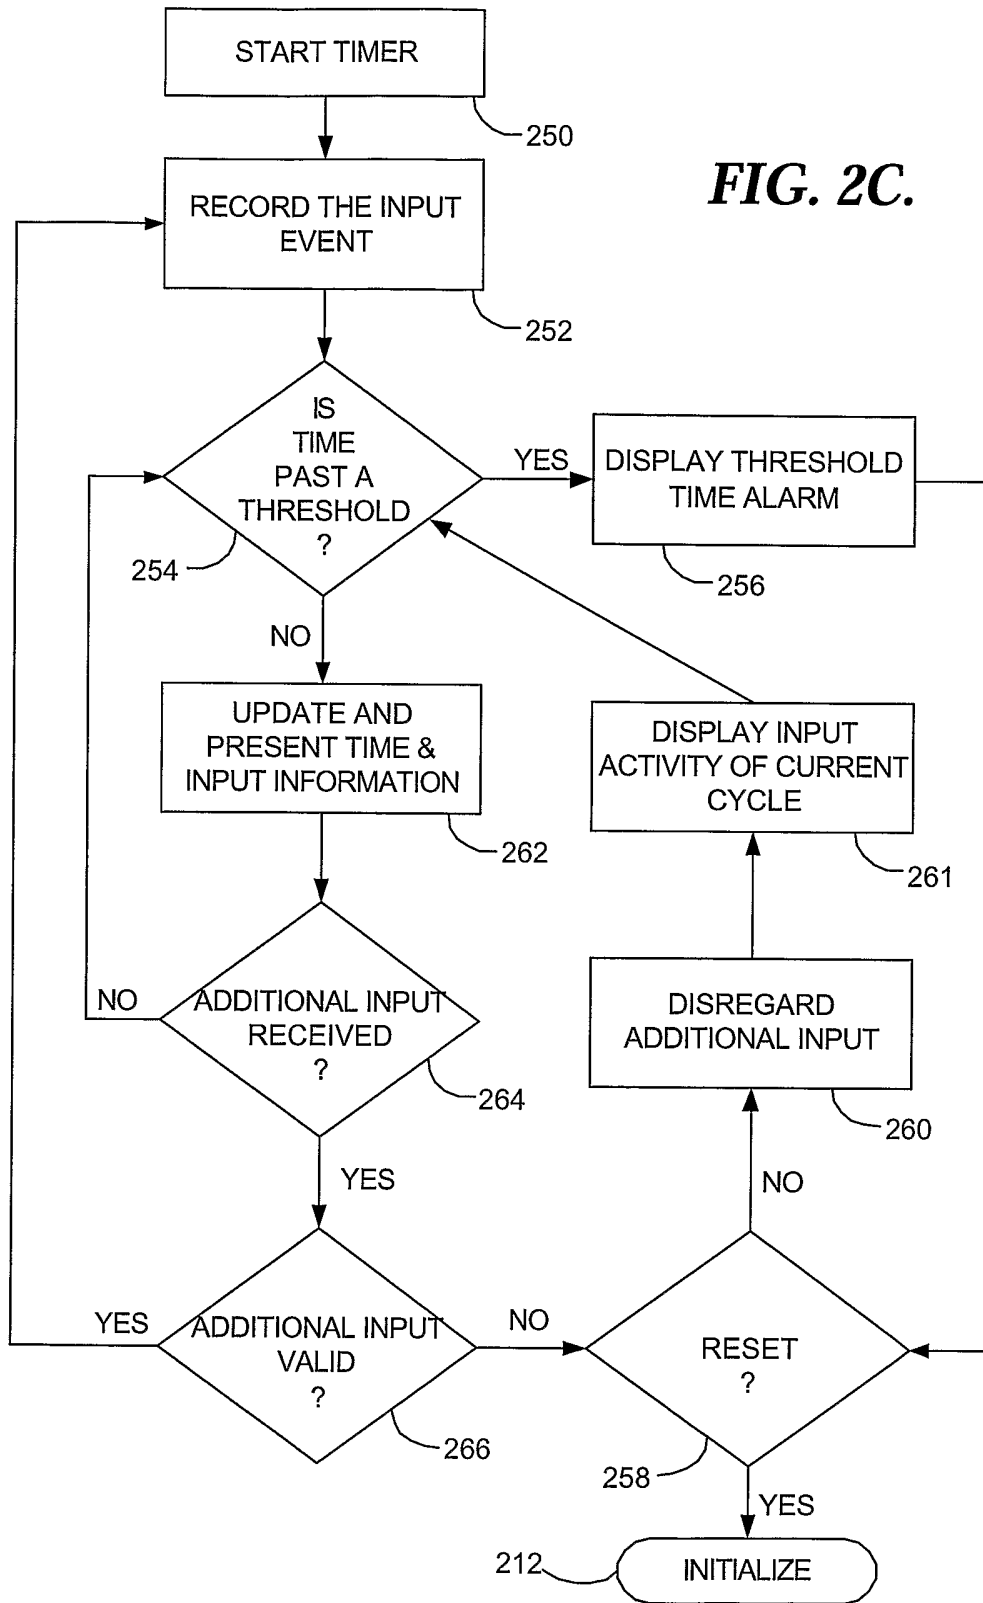 START TIMER
250
FIG. 2C.
RECORD THE INPUT
EVENT
252
IS
TIME
PAST A
THRESHOLD
?
254
YES
DISPLAY THRESHOLD
TIME ALARM
256
NO
UPDATE AND
PRESENT TIME &
INPUT INFORMATION
262
DISPLAY INPUT
ACTIVITY OF CURRENT
CYCLE
261
NO
ADDITIONAL INPUT
RECEIVED
?
264
DISREGARD
ADDITIONAL INPUT
260
YES
NO
YES
ADDITIONAL INPUT
VALID
?
266
NO
RESET
?
258
YES
212
INITIALIZE